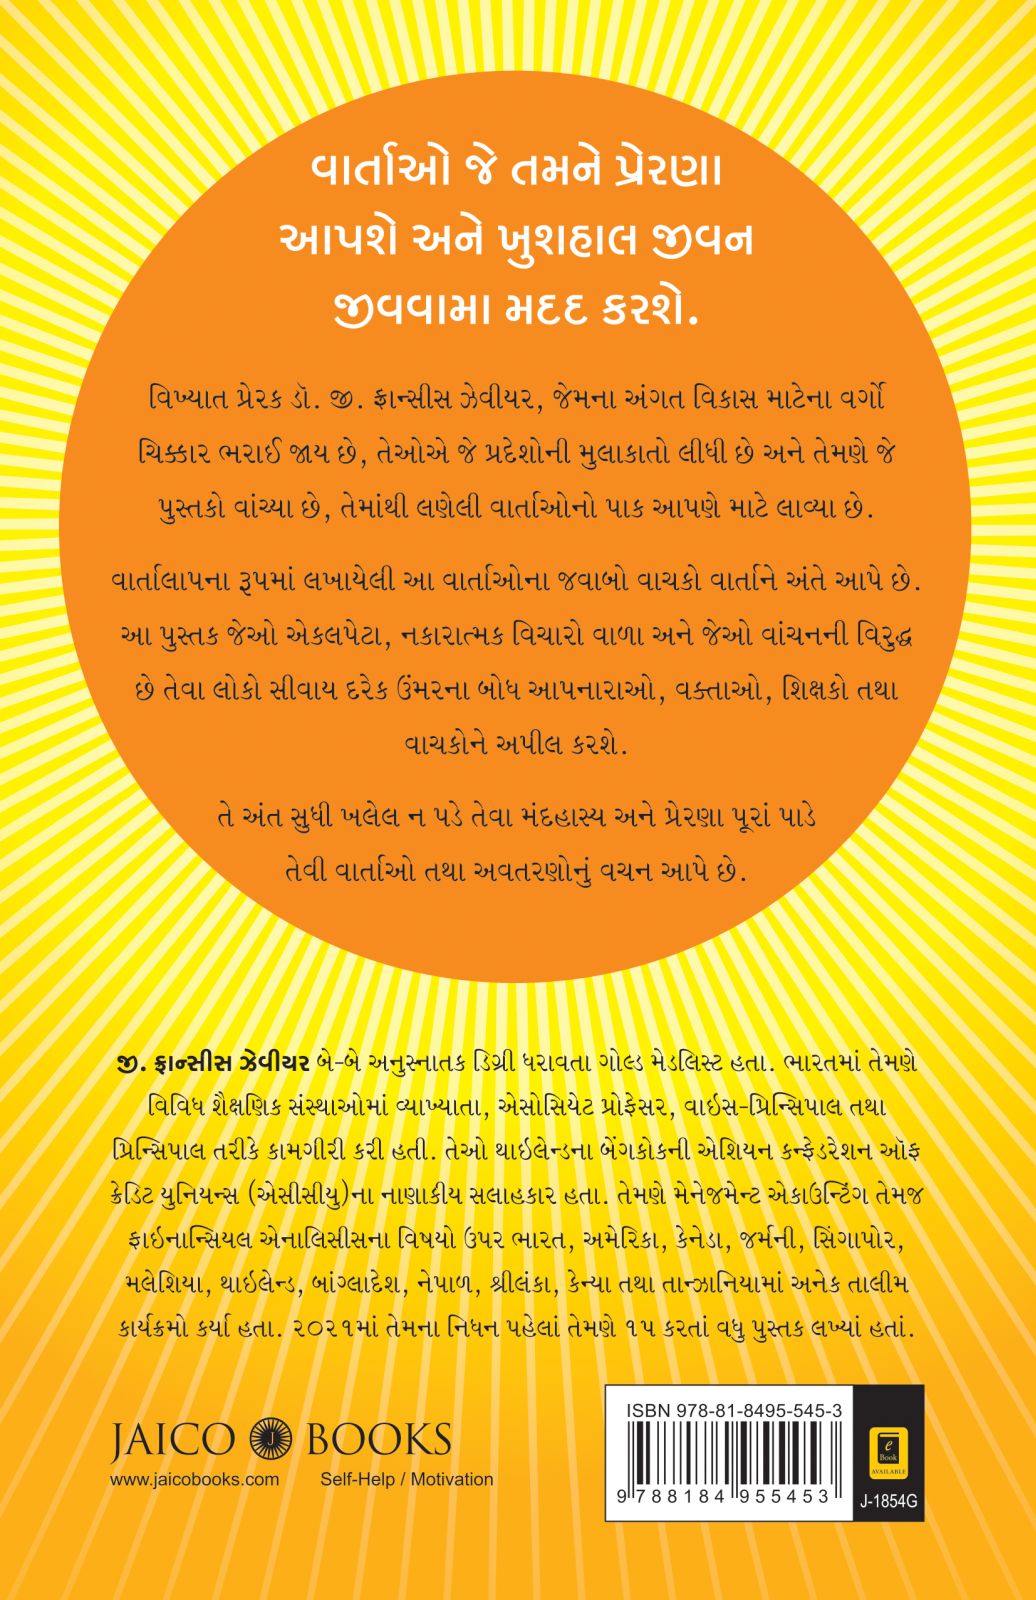 વાર્તાઓ જે તમને પ્રેરણા
આપશે અને ખુશહાલ જીવન
જીવવામા મદદ કરશે.
વિખ્યાત પ્રેરક ડૉ. જી. ફ્રાન્સીસ ઝેવીયર, જેમના અંગત વિકાસ માટેના વર્ગો
ચિક્કાર ભરાઈ જાય છે, તેઓએ જે પ્રદેશોની મુલાકાતો લીધી છે અને તેમણે જે
પુસ્તકો વાંચ્યા છે, તેમાંથી લણેલી વાર્તાઓનો પાક આપણે માટે લાવ્યા છે.
વાર્તાલાપના રૂપમાં લખાયેલી આ વાર્તાઓના જવાબો વાચકો વાર્તાને અંતે આપે છે.
આ પુસ્તક જેઓ એકલપેટા, નકારાત્મક વિચારો વાળા અને જેઓ વાંચનની વિરુદ્ધ
છે તેવા લોકો સીવાય દરેક ઉંમરના બોધ આપનારાઓ, વક્તાઓ, શિક્ષકો તથા
વાચકોને અપીલ કરશે.
તે અંત સુધી ખલેલ ન પડે તેવા મંદહાસ્ય અને પ્રેરણા પૂરાં પાડે
તેવી વાર્તાઓ તથા અવતરણોનું વચન આપે છે.
જી. ફ્રાન્સીસ ઝેવીયર બે-બે અનુસ્નાતક ડિગ્રી ધરાવતા ગોલ્ડ મેડલિસ્ટ હતા. ભારતમાં તેમણે
વિવિધ શૈક્ષણિક સંસ્થાઓમાં વ્યાખ્યાતા, એસોસિયેટ પ્રોફેસર, વાઇસ-પ્રિન્સિપાલ તથા
પ્રિન્સિપાલ તરીકે કામગીરી કરી હતી. તેઓ થાઇલેન્ડના બેંગકોકની એશિયન કન્ફેડરેશન ઑફ
ક્રેડિટ યુનિયન્સ (એસીસીયુ)ના નાણાકીય સલાહકાર હતા. તેમણે મેનેજમેન્ટ એકાઉન્ટિંગ તેમજ
ફાઇનાન્સિયલ એનાલિસીસના વિષયો ઉપર ભારત, અમેરિકા, કેનેડા, જર્મની, સિંગાપોર,
મલેશિયા, થાઇલેન્ડ, બાંગ્લાદેશ, નેપાળ, શ્રીલંકા, કેન્યા તથા તાન્ઝાનિયામાં અનેક તાલીમ
કાર્યક્રમો કર્યા હતા. ૨૦૨૧માં તેમના નિધન પહેલાં તેમણે ૧૫ કરતાં વધુ પુસ્તક લખ્યાં હતાં.
JAICO J BOOKS
www.jaicobooks.com Self-Help / Motivation
ISBN 978-81-8495-545-3
9 788184 955453
e
Book
AVAILABLE
J-1854G